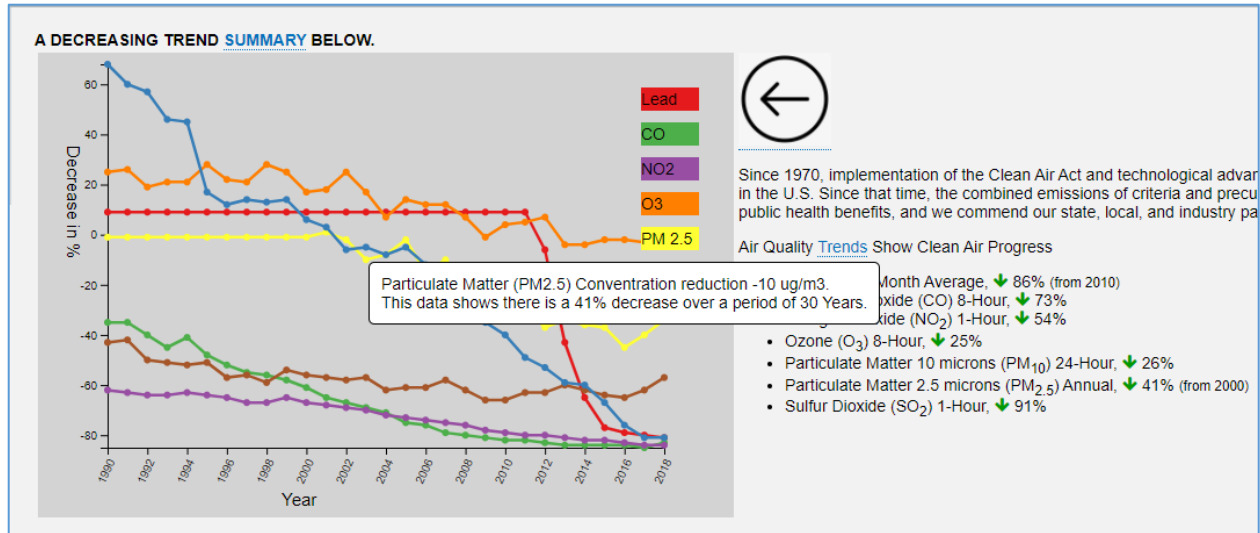 A DECREASING TREND SUMMARY BELOW.
60
40
20
0
-20
-40
-60
-80
Decrease in %
Lead
CO
NO2
O3
PM 2.5
1990
1992
1994
1996
1998
2000
2002
2004
2006
2008
2010
2012
2014
2016
2018
Year
Particulate Matter (PM2.5) Conventration reduction -10 ug/m3.
This data shows there is a 41% decrease over a period of 30 Years.
Since 1970, implementation of the Clean Air Act and technological
in the U.S. Since that time, the combined emissions of criteria and
public health benefits, and we commend our state, local, and industry
Air Quality Trends Show Clean Air Progress
Month Average, 86% (from 2010)
(CO) 8-Hour, 73%
(NO2) 1-Hour, 54%
• Ozone (O3) 8-Hour, 25%
• Particulate Matter 10 microns (PM10) 24-Hour, 26%
• Particulate Matter 2.5 microns (PM2.5) Annual, 41% (from 2000)
• Sulfur Dioxide (SO2) 1-Hour, 91%